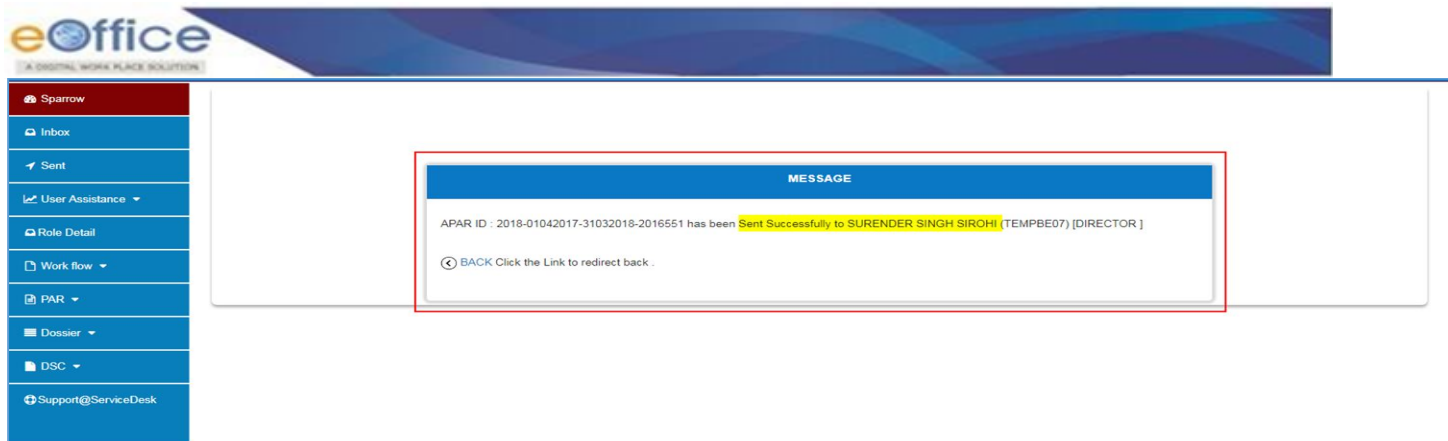 eOffice
A DIGITAL WORK PLACE SOLUTION
Sparrow
Inbox
Sent
User Assistance
Role Detail
Work flow
PAR
Dossier
DSC
Support@ServiceDesk
MESSAGE
APAR ID : 2018-01042017-31032018-2016551 has been Sent Successfully to SURENDER SINGH SIROHI (TEMPBE07) [DIRECTOR ]
BACK Click the Link to redirect back .